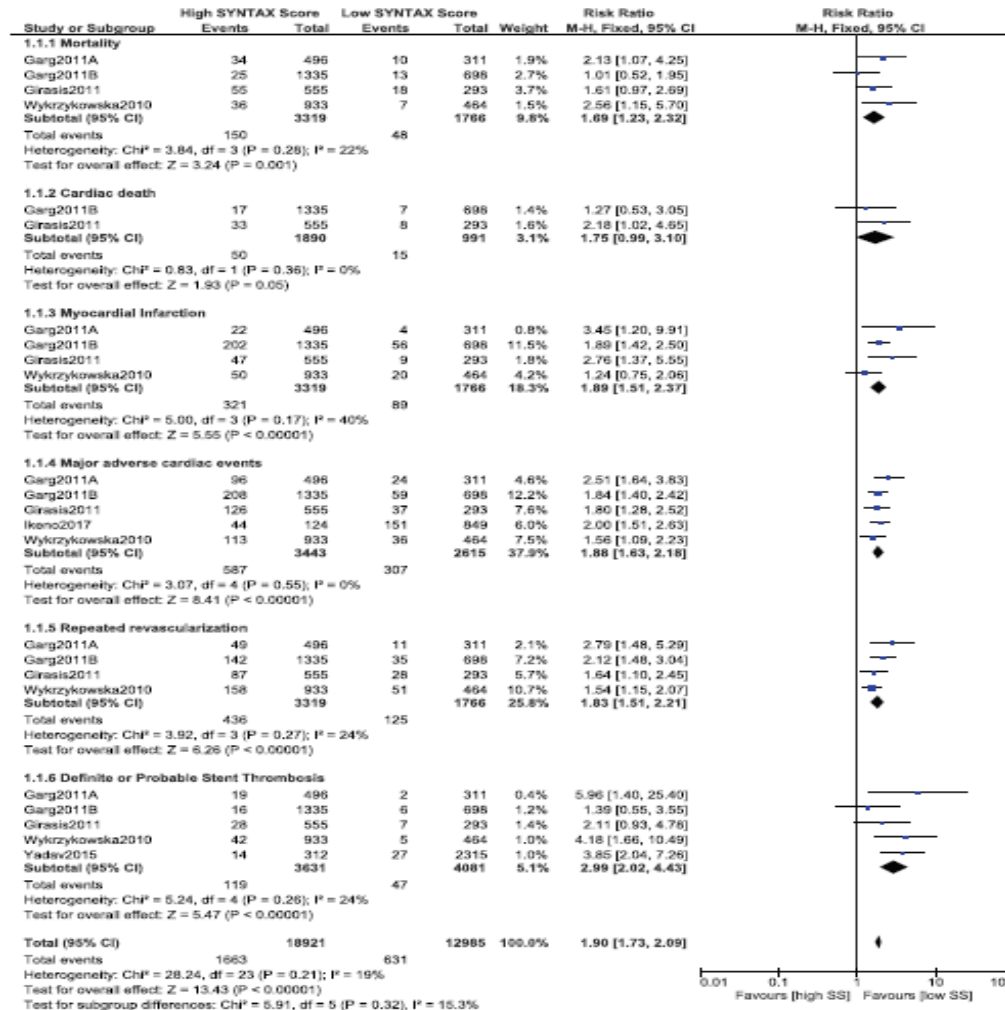 High SYNTAX Score Low SYNTAX Score Risk Ratio Risk Ratio
Study or Subgroup Events Total Events Total Weight M-H, Fixed, 95% CI M-H, Fixed, 95% CI
1.1.1 Mortality
Garg2011A 34 496 10 311 1.9% 2.13 [1.07, 4.25]
Garg2011B 25 1335 13 698 2.7% 1.01 [0.52, 1.95]
Girasis2011 55 555 18 293 3.7% 1.61 [0.97, 2.69]
Wykrzykowska2010 36 933 7 464 1.5% 2.56 [1.15, 5.70]
Subtotal (95% CI) 3319 1766 9.8% 1.69 [1.23, 2.32]
Total events 150 48
Heterogeneity: Chi² = 3.84, df = 3 (P = 0.28); I² = 22%
Test for overall effect: Z = 3.24 (P = 0.001)
1.1.2 Cardiac death
Garg2011B 17 1335 7 698 1.4% 1.27 [0.53, 3.05]
Girasis2011 33 555 8 293 1.6% 2.18 [1.02, 4.65]
Subtotal (95% CI) 1890 991 3.1% 1.75 [0.99, 3.10]
Total events 50 15
Heterogeneity: Chi² = 0.83, df = 1 (P = 0.36); I² = 0%
Test for overall effect: Z = 1.93 (P = 0.05)
1.1.3 Myocardial Infarction
Garg2011A 22 496 4 311 0.8% 3.45 [1.20, 9.91]
Garg2011B 202 1335 56 698 11.5% 1.89 [1.42, 2.50]
Girasis2011 47 555 9 293 1.8% 2.76 [1.37, 5.55]
Wykrzykowska2010 50 933 20 464 4.2% 1.24 [0.75, 2.06]
Subtotal (95% CI) 3319 1766 18.3% 1.89 [1.51, 2.37]
Total events 321 89
Heterogeneity: Chi² = 5.00, df = 3 (P = 0.17); I² = 40%
Test for overall effect: Z = 5.55 (P < 0.00001)
1.1.4 Major adverse cardiac events
Garg2011A 96 496 24 311 4.6% 2.51 [1.64, 3.83]
Garg2011B 208 1335 59 698 12.2% 1.84 [1.40, 2.42]
Girasis2011 126 555 37 293 7.6% 1.80 [1.28, 2.52]
Ikeno2017 44 124 151 849 6.0% 2.00 [1.51, 2.63]
Wykrzykowska2010 113 933 36 464 7.5% 1.56 [1.09, 2.23]
Subtotal (95% CI) 3443 2615 37.9% 1.88 [1.63, 2.18]
Total events 587 307
Heterogeneity: Chi² = 3.07, df = 4 (P = 0.55); I² = 0%
Test for overall effect: Z = 8.41 (P < 0.00001)
1.1.5 Repeated revascularization
Garg2011A 49 496 11 311 2.1% 2.79 [1.48, 5.29]
Garg2011B 142 1335 35 698 7.2% 2.12 [1.48, 3.04]
Girasis2011 87 555 28 293 5.7% 1.64 [1.10, 2.45]
Wykrzykowska2010 158 933 51 464 10.7% 1.54 [1.15, 2.07]
Subtotal (95% CI) 3319 1766 25.8% 1.83 [1.51, 2.21]
Total events 436 125
Heterogeneity: Chi² = 3.92, df = 3 (P = 0.27); I² = 24%
Test for overall effect: Z = 6.26 (P < 0.00001)
1.1.6 Definite or Probable Stent Thrombosis
Garg2011A 19 496 2 311 0.4% 5.96 [1.40, 25.40]
Garg2011B 16 1335 6 698 1.2% 1.39 [0.55, 3.55]
Girasis2011 28 555 7 293 1.4% 2.11 [0.93, 4.78]
Wykrzykowska2010 42 933 5 464 1.0% 4.18 [1.66, 10.49]
Yadav2015 14 312 27 2315 1.0% 3.85 [2.04, 7.26]
Subtotal (95% CI) 3631 4081 5.1% 2.99 [2.02, 4.43]
Total events 119 47
Heterogeneity: Chi² = 5.24, df = 4 (P = 0.26); I² = 24%
Test for overall effect: Z = 5.47 (P < 0.00001)
Total (95% CI) 18921 12985 100.0% 1.90 [1.73, 2.09]
Total events 1663 631
Heterogeneity: Chi² = 28.24, df = 23 (P = 0.21); I² = 19%
Test for overall effect: Z = 13.43 (P < 0.00001)
Test for subgroup differences: Chi² = 5.91, df = 5 (P = 0.32), I² = 15.3%
0.01 0.1 1 10 10
Favours [high SS] Favours [low SS]